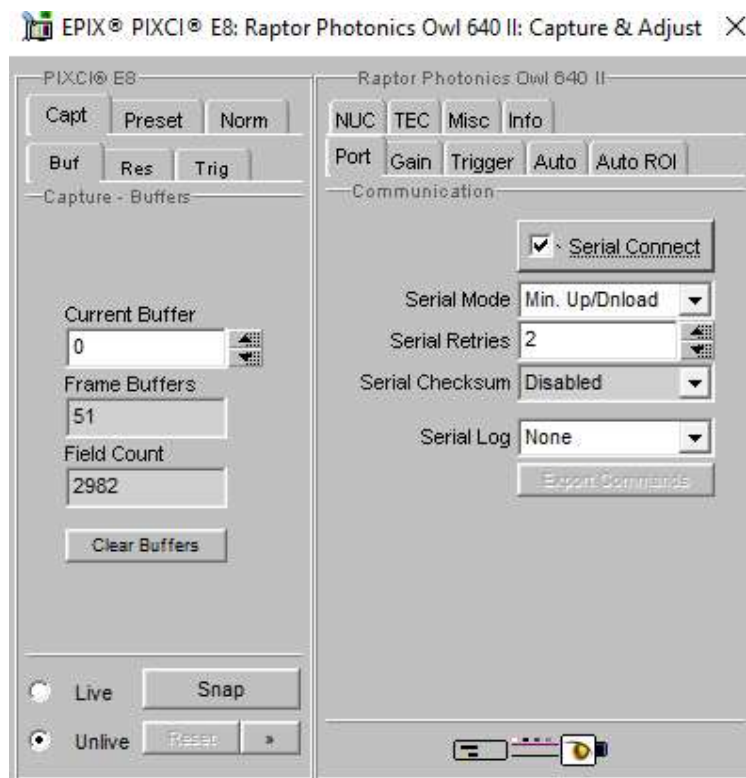 EPIX® PIXCI® E8: Raptor Photonics Owl 640 II: Capture & Adjust
PIXCI® E8
Capt Preset Norm
Buf Res Trig
Capture - Buffers
Current Buffer
0
Frame Buffers
51
Field Count
2982
Clear Buffers
Live Snap
Unlive Reset »
Raptor Photonics Owl 640 II
NUC TEC Misc Info
Port Gain Trigger Auto Auto ROI
Communication
Serial Connect
Serial Mode Min. Up/Dnload
Serial Retries 2
Serial Checksum Disabled
Serial Log None
Export Commands